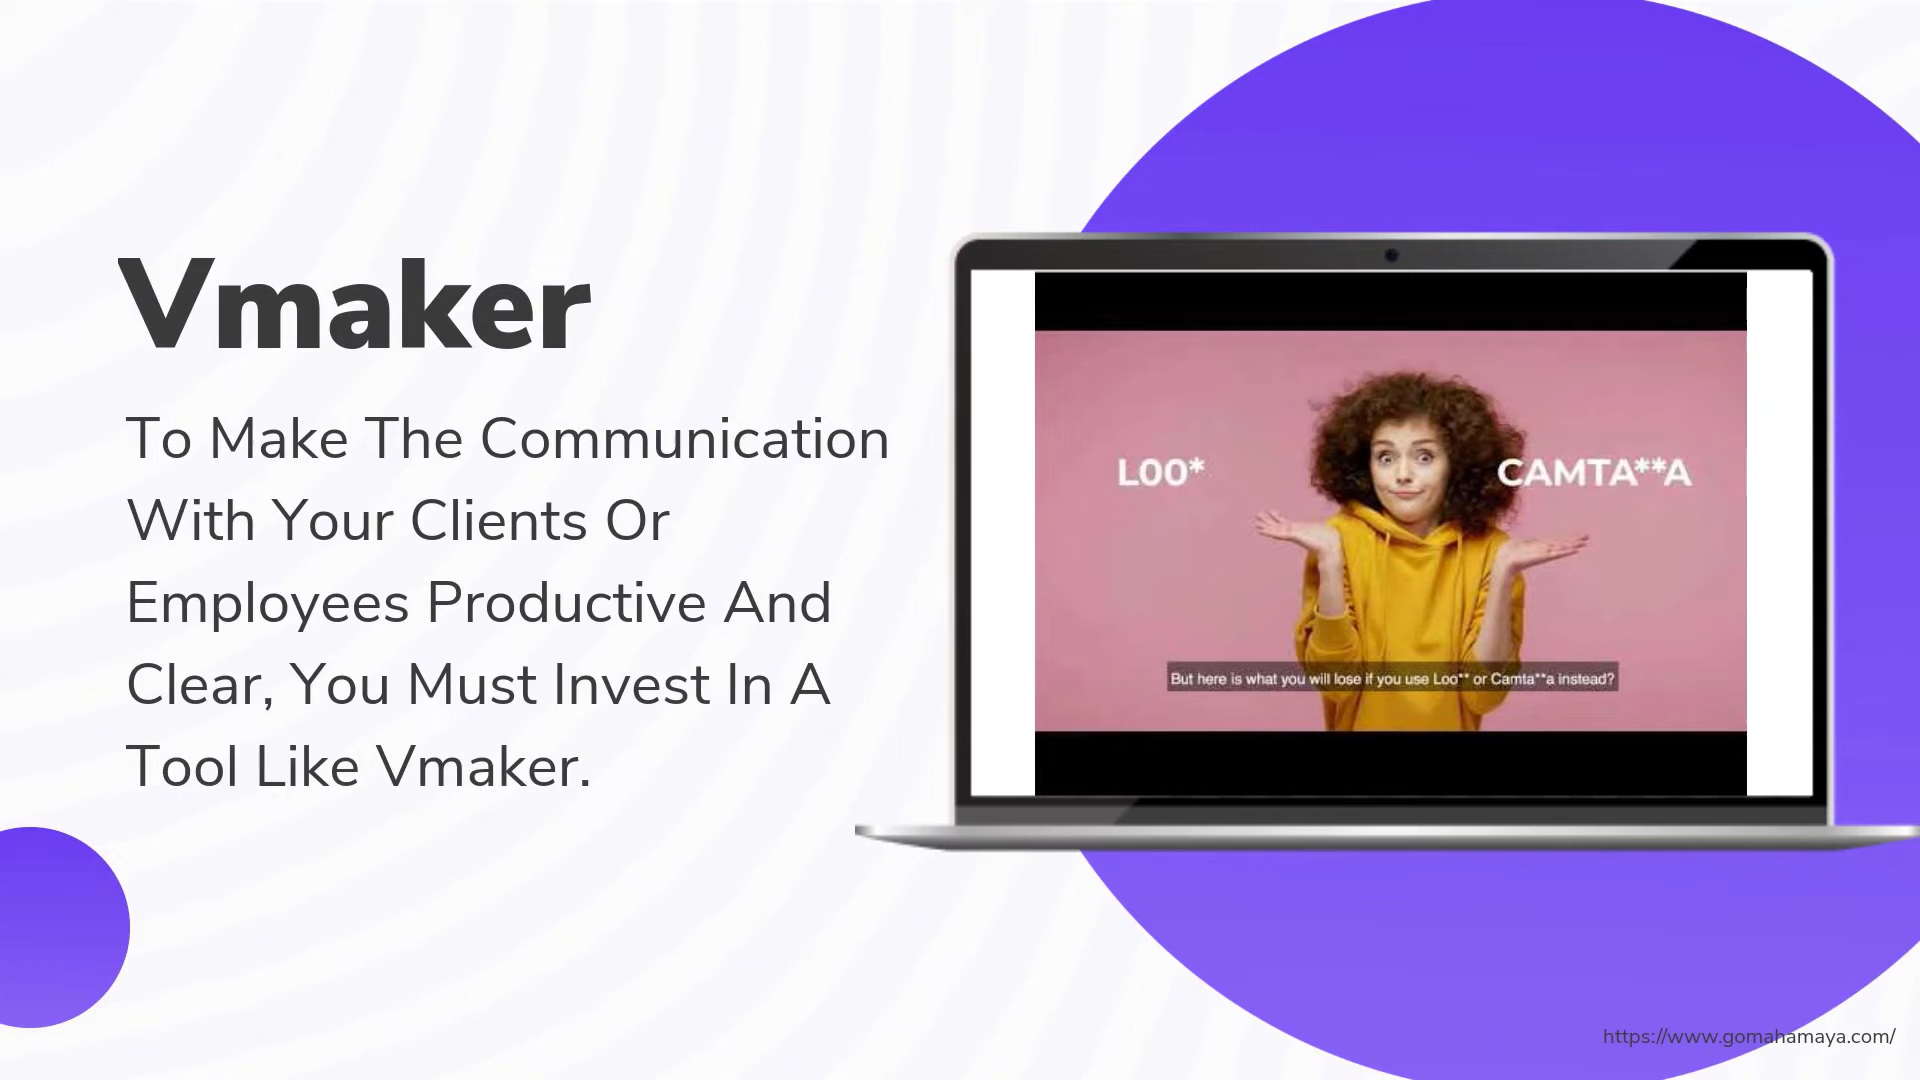 Vmaker
To Make The Communication
With Your Clients Or
Employees Productive And
Clear, You Must Invest In A
Tool Like Vmaker.
LOO*
CAMTA**A
But here is what you will lose if you use Loo** or Camta**a instead?
https://www.gomahamaya.com/